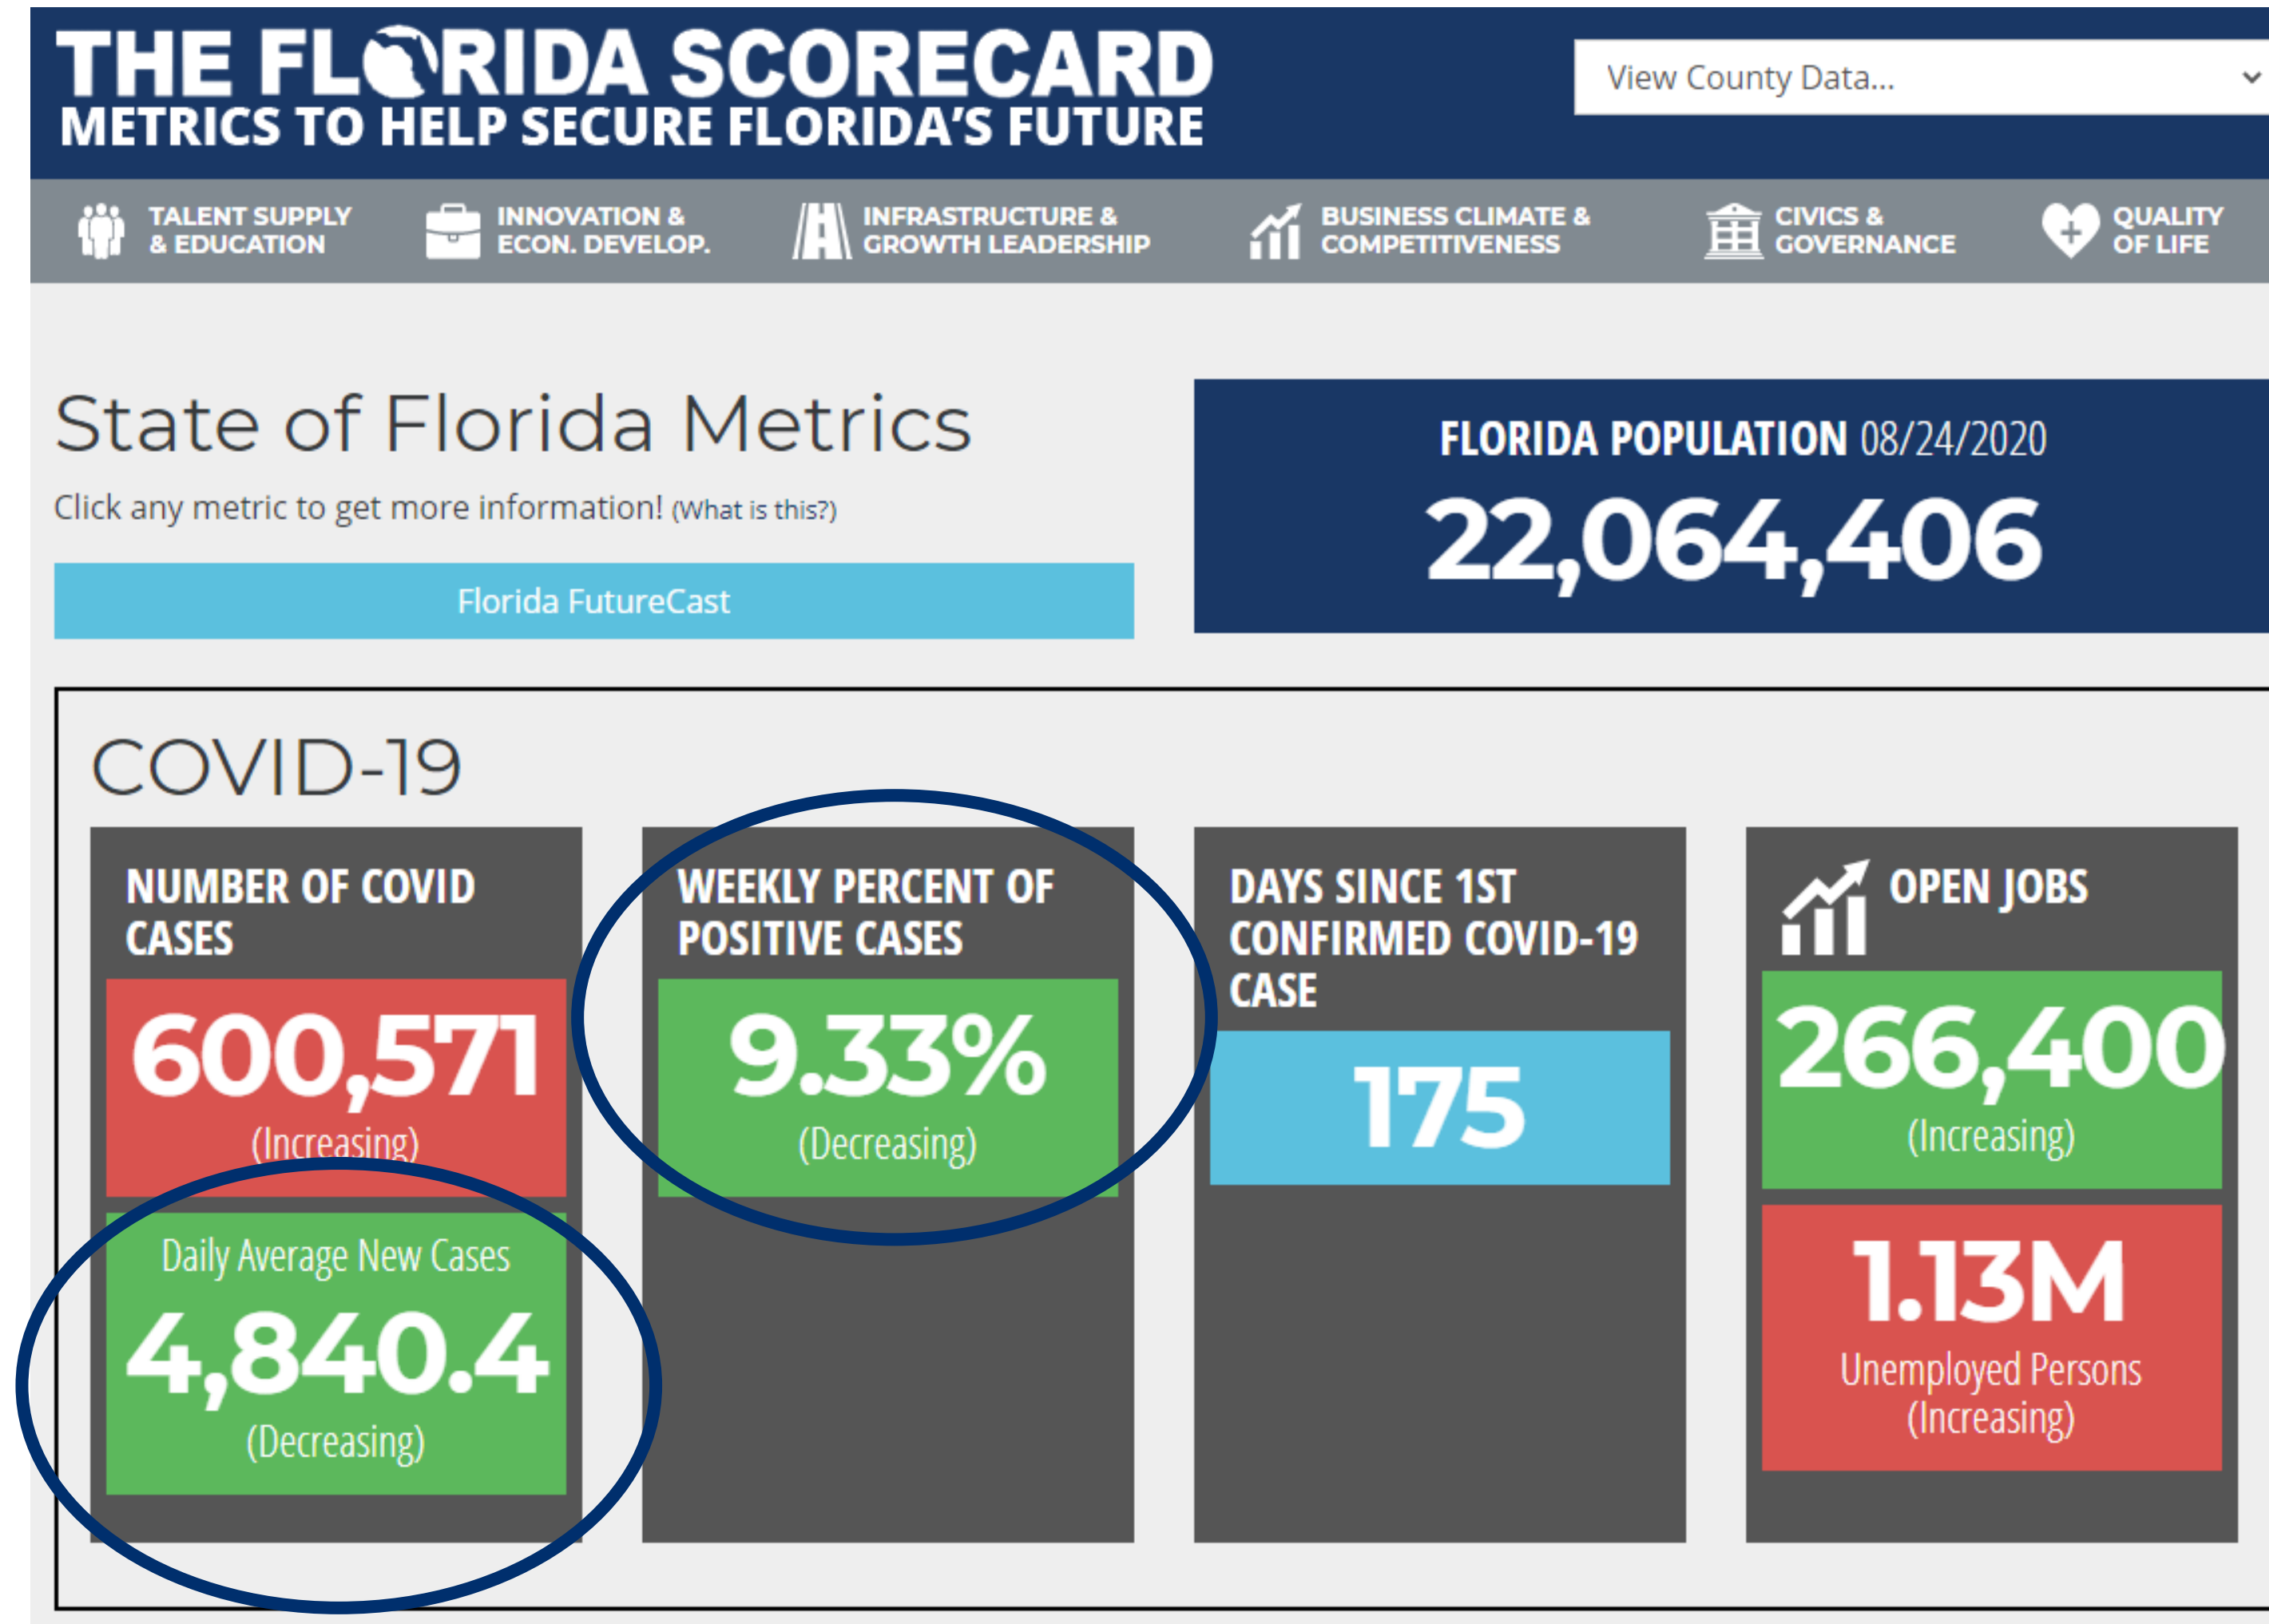 THE FLORIDA SCORECARD
METRICS TO HELP SECURE FLORIDA'S FUTURE
View County Data...
TALENT SUPPLY
& EDUCATION
INNOVATION &
ECON. DEVELOP.
INFRASTRUCTURE &
GROWTH LEADERSHIP
BUSINESS CLIMATE &
COMPETITIVENESS
CIVICS &
GOVERNANCE
QUALITY
OF LIFE
State of Florida Metrics
Click any metric to get more information! (What is this?)
Florida FutureCast
FLORIDA POPULATION 08/24/2020
22,064,406
COVID-19
NUMBER OF COVID
CASES
600,571
(Increasing)
Daily Average New Cases
4,840.4
(Decreasing)
WEEKLY PERCENT OF
POSITIVE CASES
9.33%
(Decreasing)
DAYS SINCE 1ST
CONFIRMED COVID-19
CASE
175
OPEN JOBS
266,400
(Increasing)
1.13M
Unemployed Persons
(Increasing)